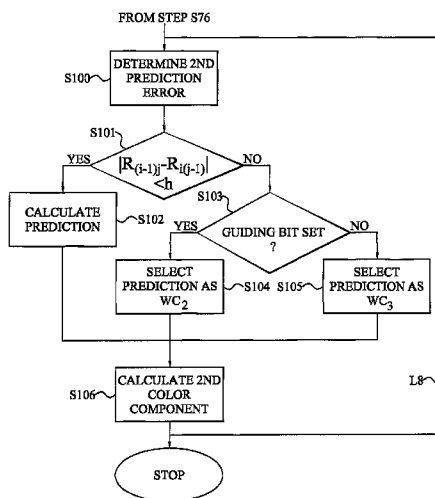 FROM STEP S76
S100
DETERMINE 2ND
PREDICTION
ERROR
S101
|R(i-1)j-Ri(j-1)|
<h
YES
NO
CALCULATE
PREDICTION
S102
S103
GUIDING BIT SET
?
YES
NO
SELECT
PREDICTION AS
WC2
S104
S105
SELECT
PREDICTION AS
WC3
S106
CALCULATE 2ND
COLOR
COMPONENT
L8
STOP